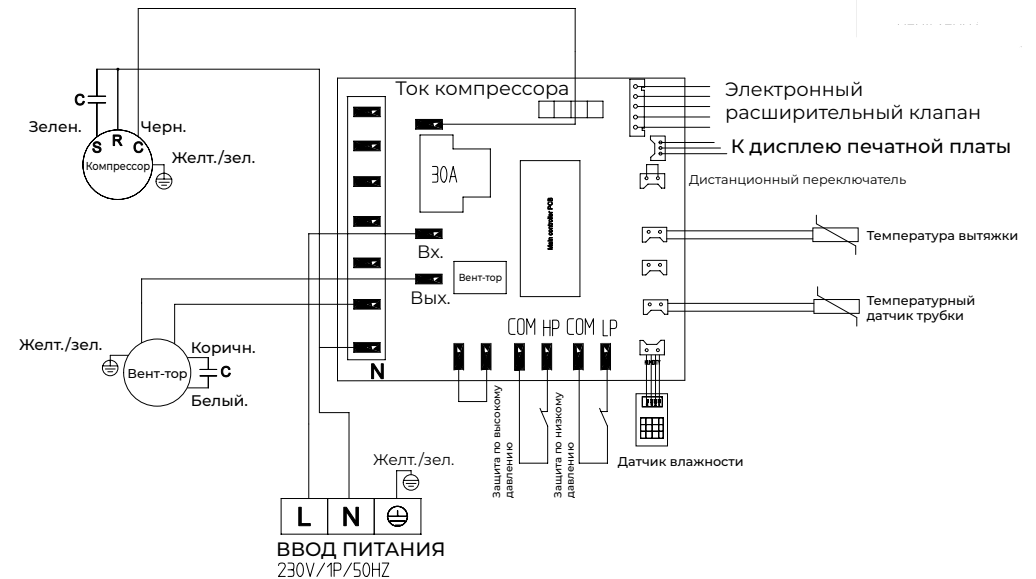 Ток компрессора
Электронный
расширительный клапан
C
Зелен.
Черн.
S
R
C
Компрессор
Желт./зел.
К дисплею печатной платы
30A
Дистанционный переключатель
Main controller PCB
Температура вытяжки
Вх.
Вент-тор
Вых.
Температурный
датчик трубки
COM HP COM LP
Желт./зел.
Коричн.
Вент-тор
C
Белый.
N
Защита по высокому
давлению
Защита по низкому
давлению
Датчик влажности
Желт./зел.
L
N
ВВОД ПИТАНИЯ
230V/1P/50HZ